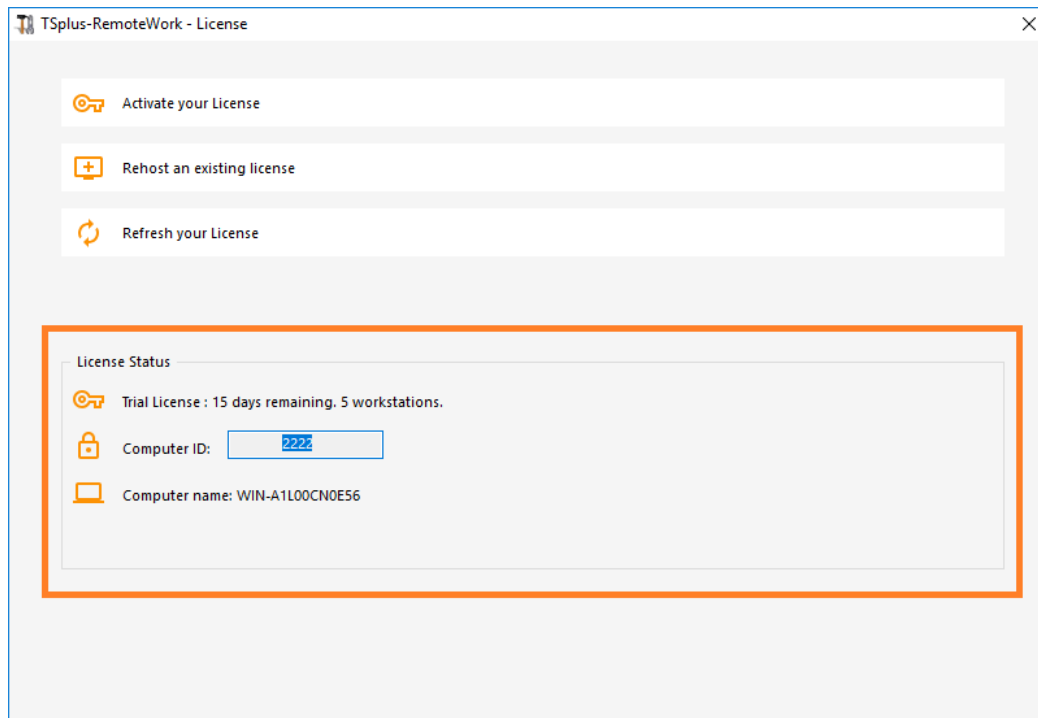 TSplus-RemoteWork - License
Activate your License
Rehost an existing license
Refresh your License
License Status
Trial License : 15 days remaining. 5 workstations.
Computer ID: 2222
Computer name: WIN-A1L00CN0E56